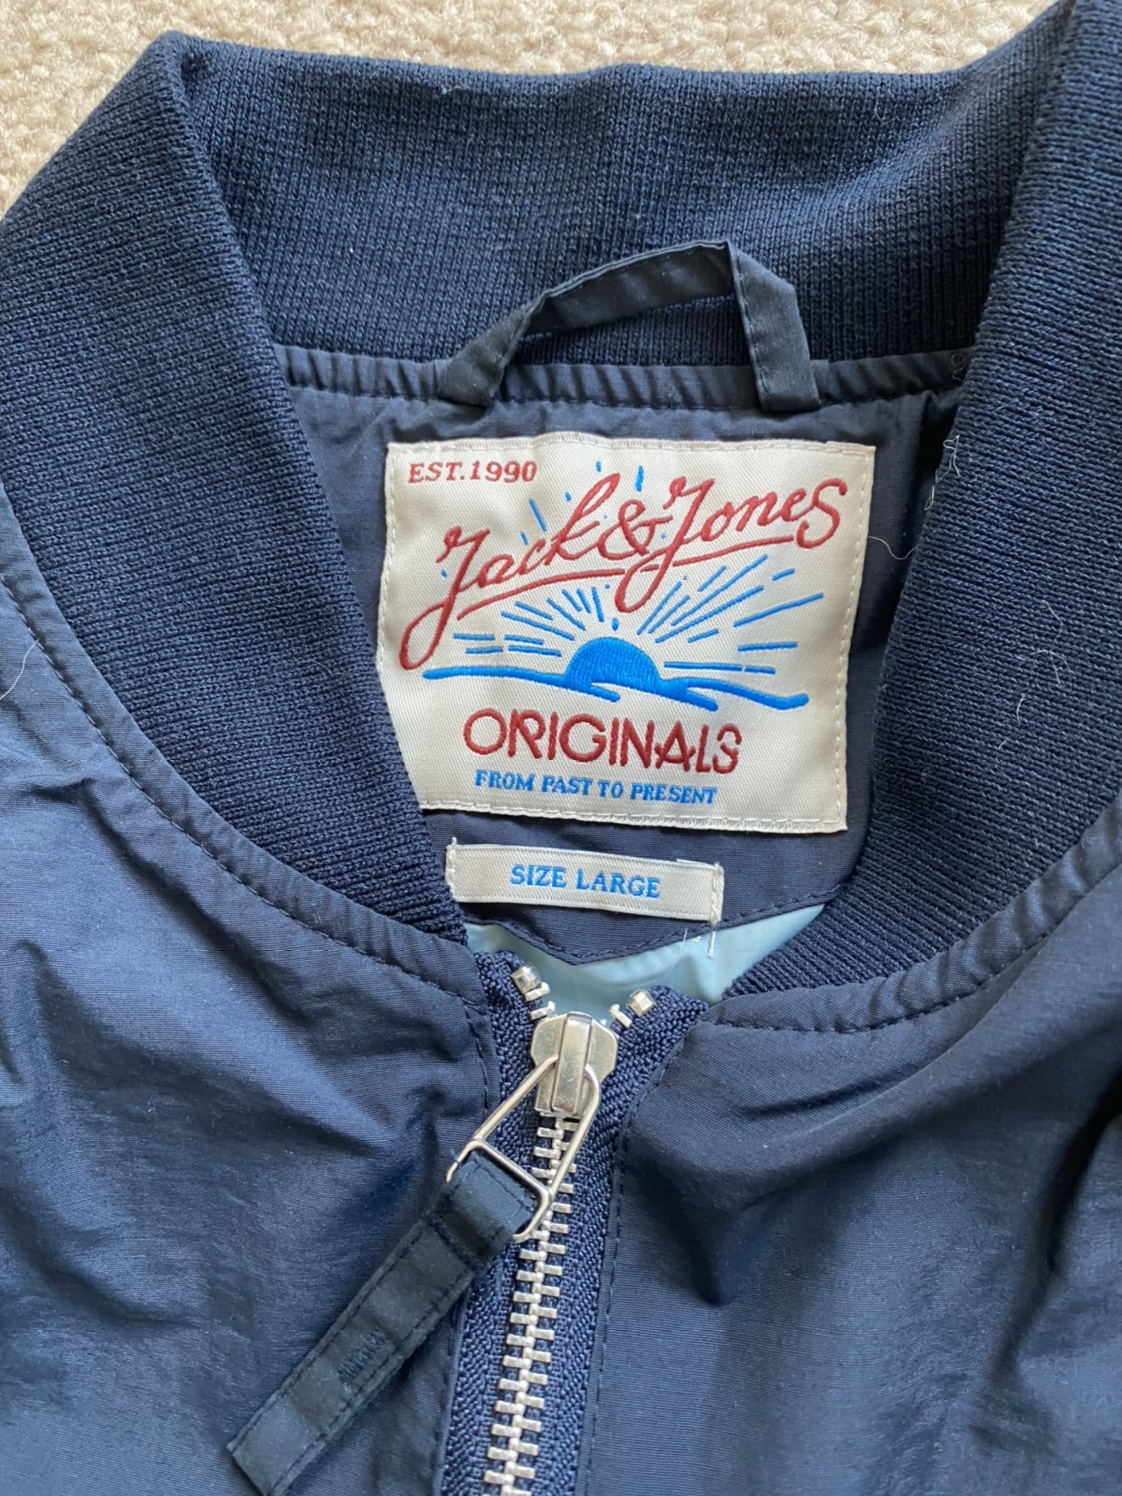 EST.1990
Jack & Jones
ORIGINALS
FROM PAST TO PRESENT
SIZE LARGE